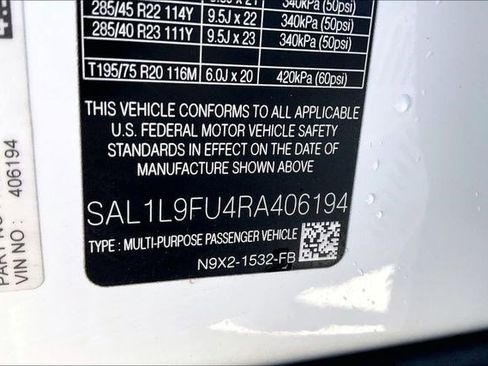 285/45 R22 114Y 9.5J x 22 340kPa (50psi)
285/40 R23 111Y 9.5J x 23 340kPa (50psi)
T195/75 R20 116M 6.0J x 20 420kPa (60psi)
THIS VEHICLE CONFORMS TO ALL APPLICABLE
U.S. FEDERAL MOTOR VEHICLE SAFETY
STANDARDS IN EFFECT ON THE DATE OF
MANUFACTURE SHOWN ABOVE
SAL1L9FU4RA406194
TYPE : MULTI-PURPOSE PASSENGER VEHICLE
N9X2-1532-FB
PART NO
VIN NO : 406194